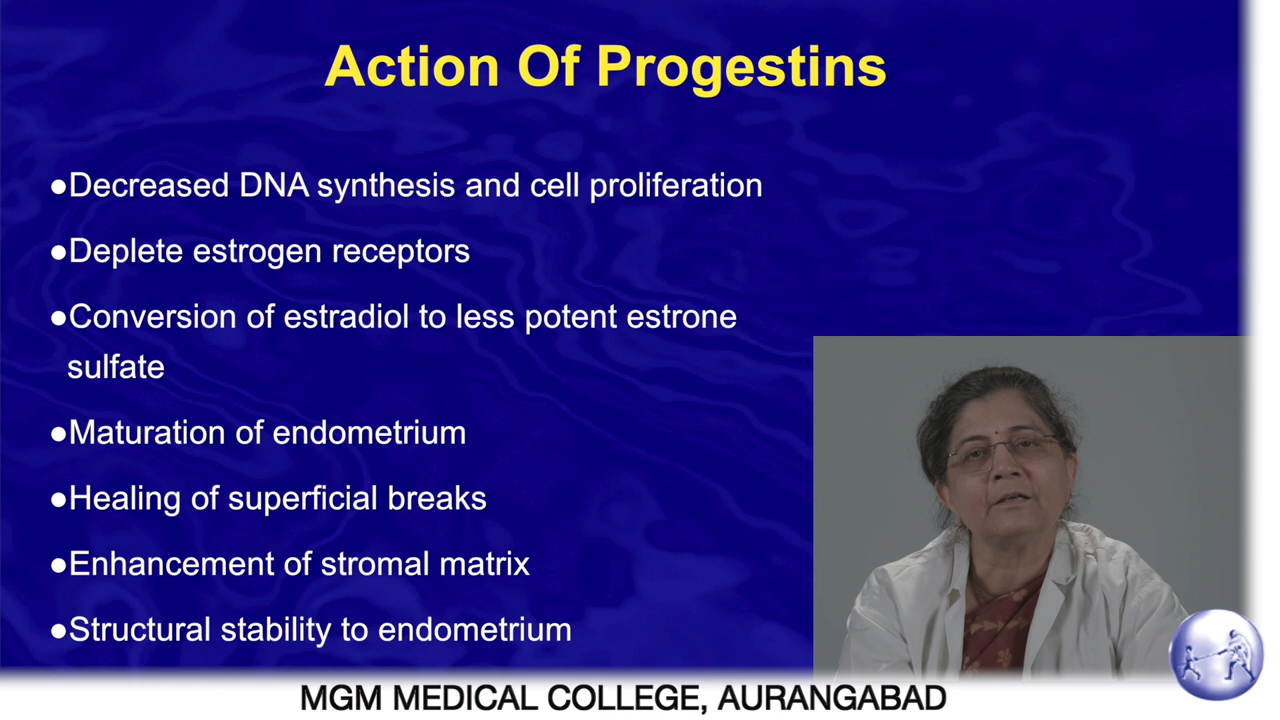 Action Of Progestins
●Decreased DNA synthesis and cell proliferation
●Deplete estrogen receptors
●Conversion of estradiol to less potent estrone
sulfate
●Maturation of endometrium
●Healing of superficial breaks
●Enhancement of stromal matrix
●Structural stability to endometrium
MGM MEDICAL COLLEGE, AURANGABAD